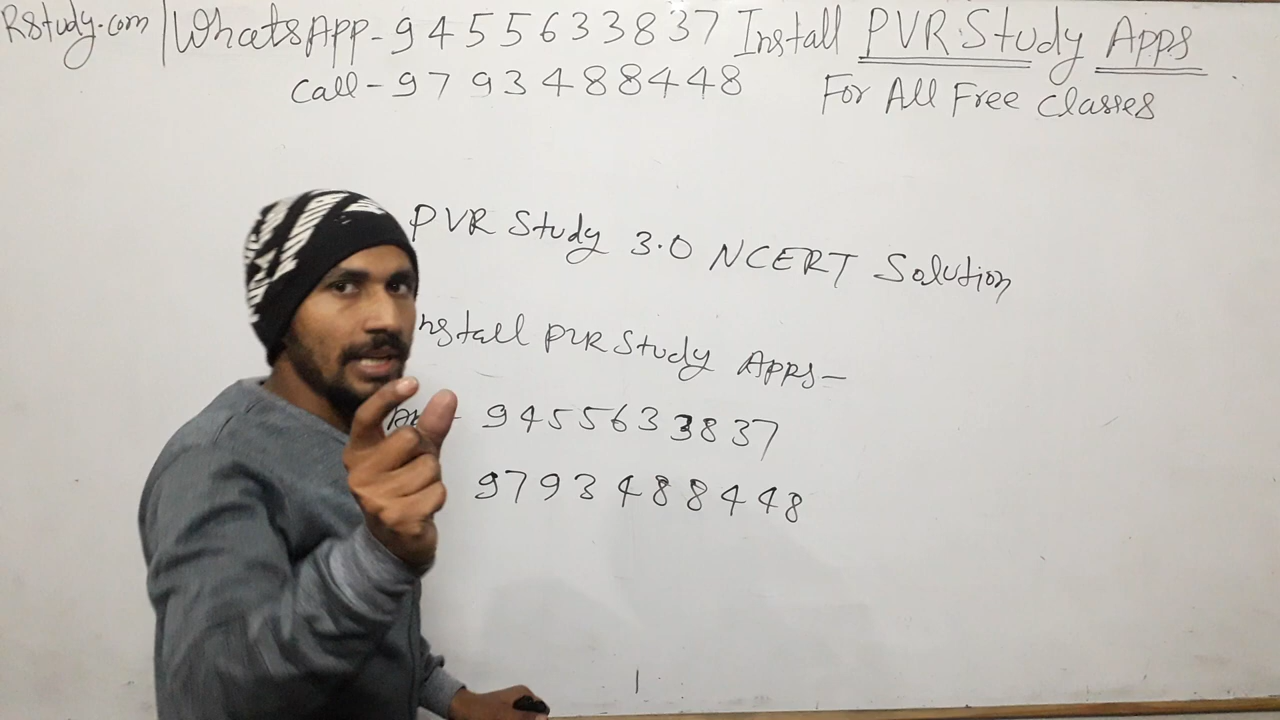 RStudy.com | WhatsApp - 9455633837 Install PVR Study Apps
Call - 9793488448 For All Free Classes
PVR Study 3.0 NCERT Solution
nstall PVR Study Apps -
9455633837
9793488448